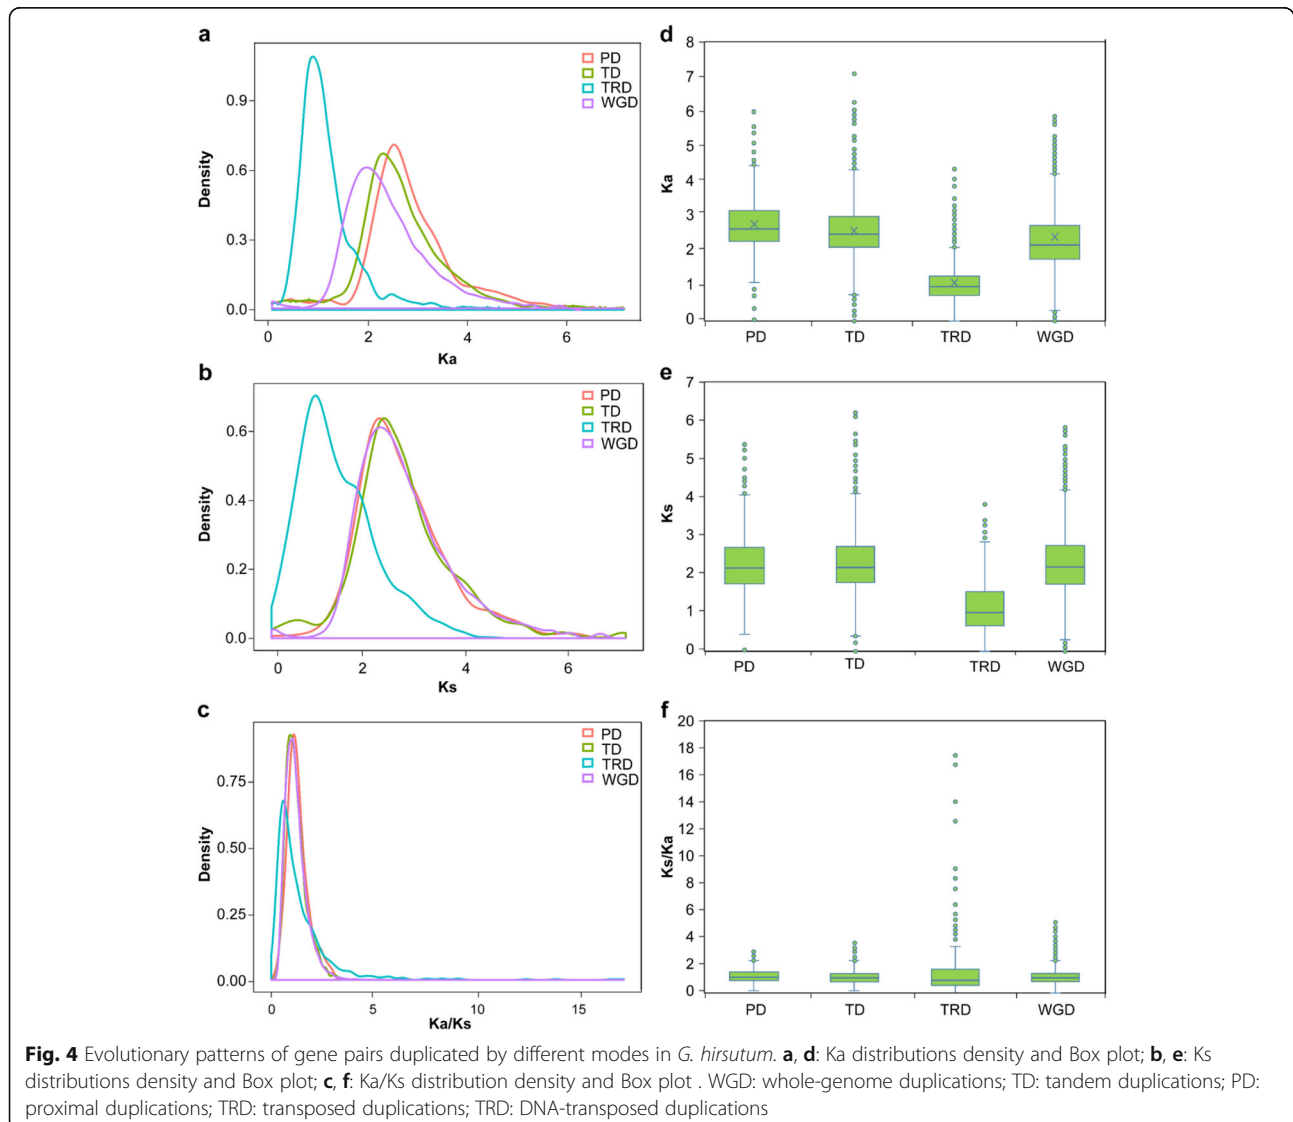 a
PD
TD
TRD
WGD
0.9
0.6
0.3
0.0
Density
0 2 4 6
Ka
d
8
7
6
5
4
3
2
1
0
Ka
PD TD TRD WGD
b
PD
TD
TRD
WGD
0.6
0.4
0.2
0.0
Density
0 2 4 6
Ks
e
7
6
5
4
3
2
1
0
Ks
PD TD TRD WGD
c
PD
TD
TRD
WGD
0.75
0.50
0.25
0.00
Density
0 5 10 15
Ka/Ks
f
20
18
16
14
12
10
8
6
4
2
0
Ks/Ka
PD TD TRD WGD
Fig. 4 Evolutionary patterns of gene pairs duplicated by different modes in G. hirsutum. a, d: Ka distributions density and Box plot; b, e: Ks
distributions density and Box plot; c, f: Ka/Ks distribution density and Box plot . WGD: whole-genome duplications; TD: tandem duplications; PD:
proximal duplications; TRD: transposed duplications; TRD: DNA-transposed duplications